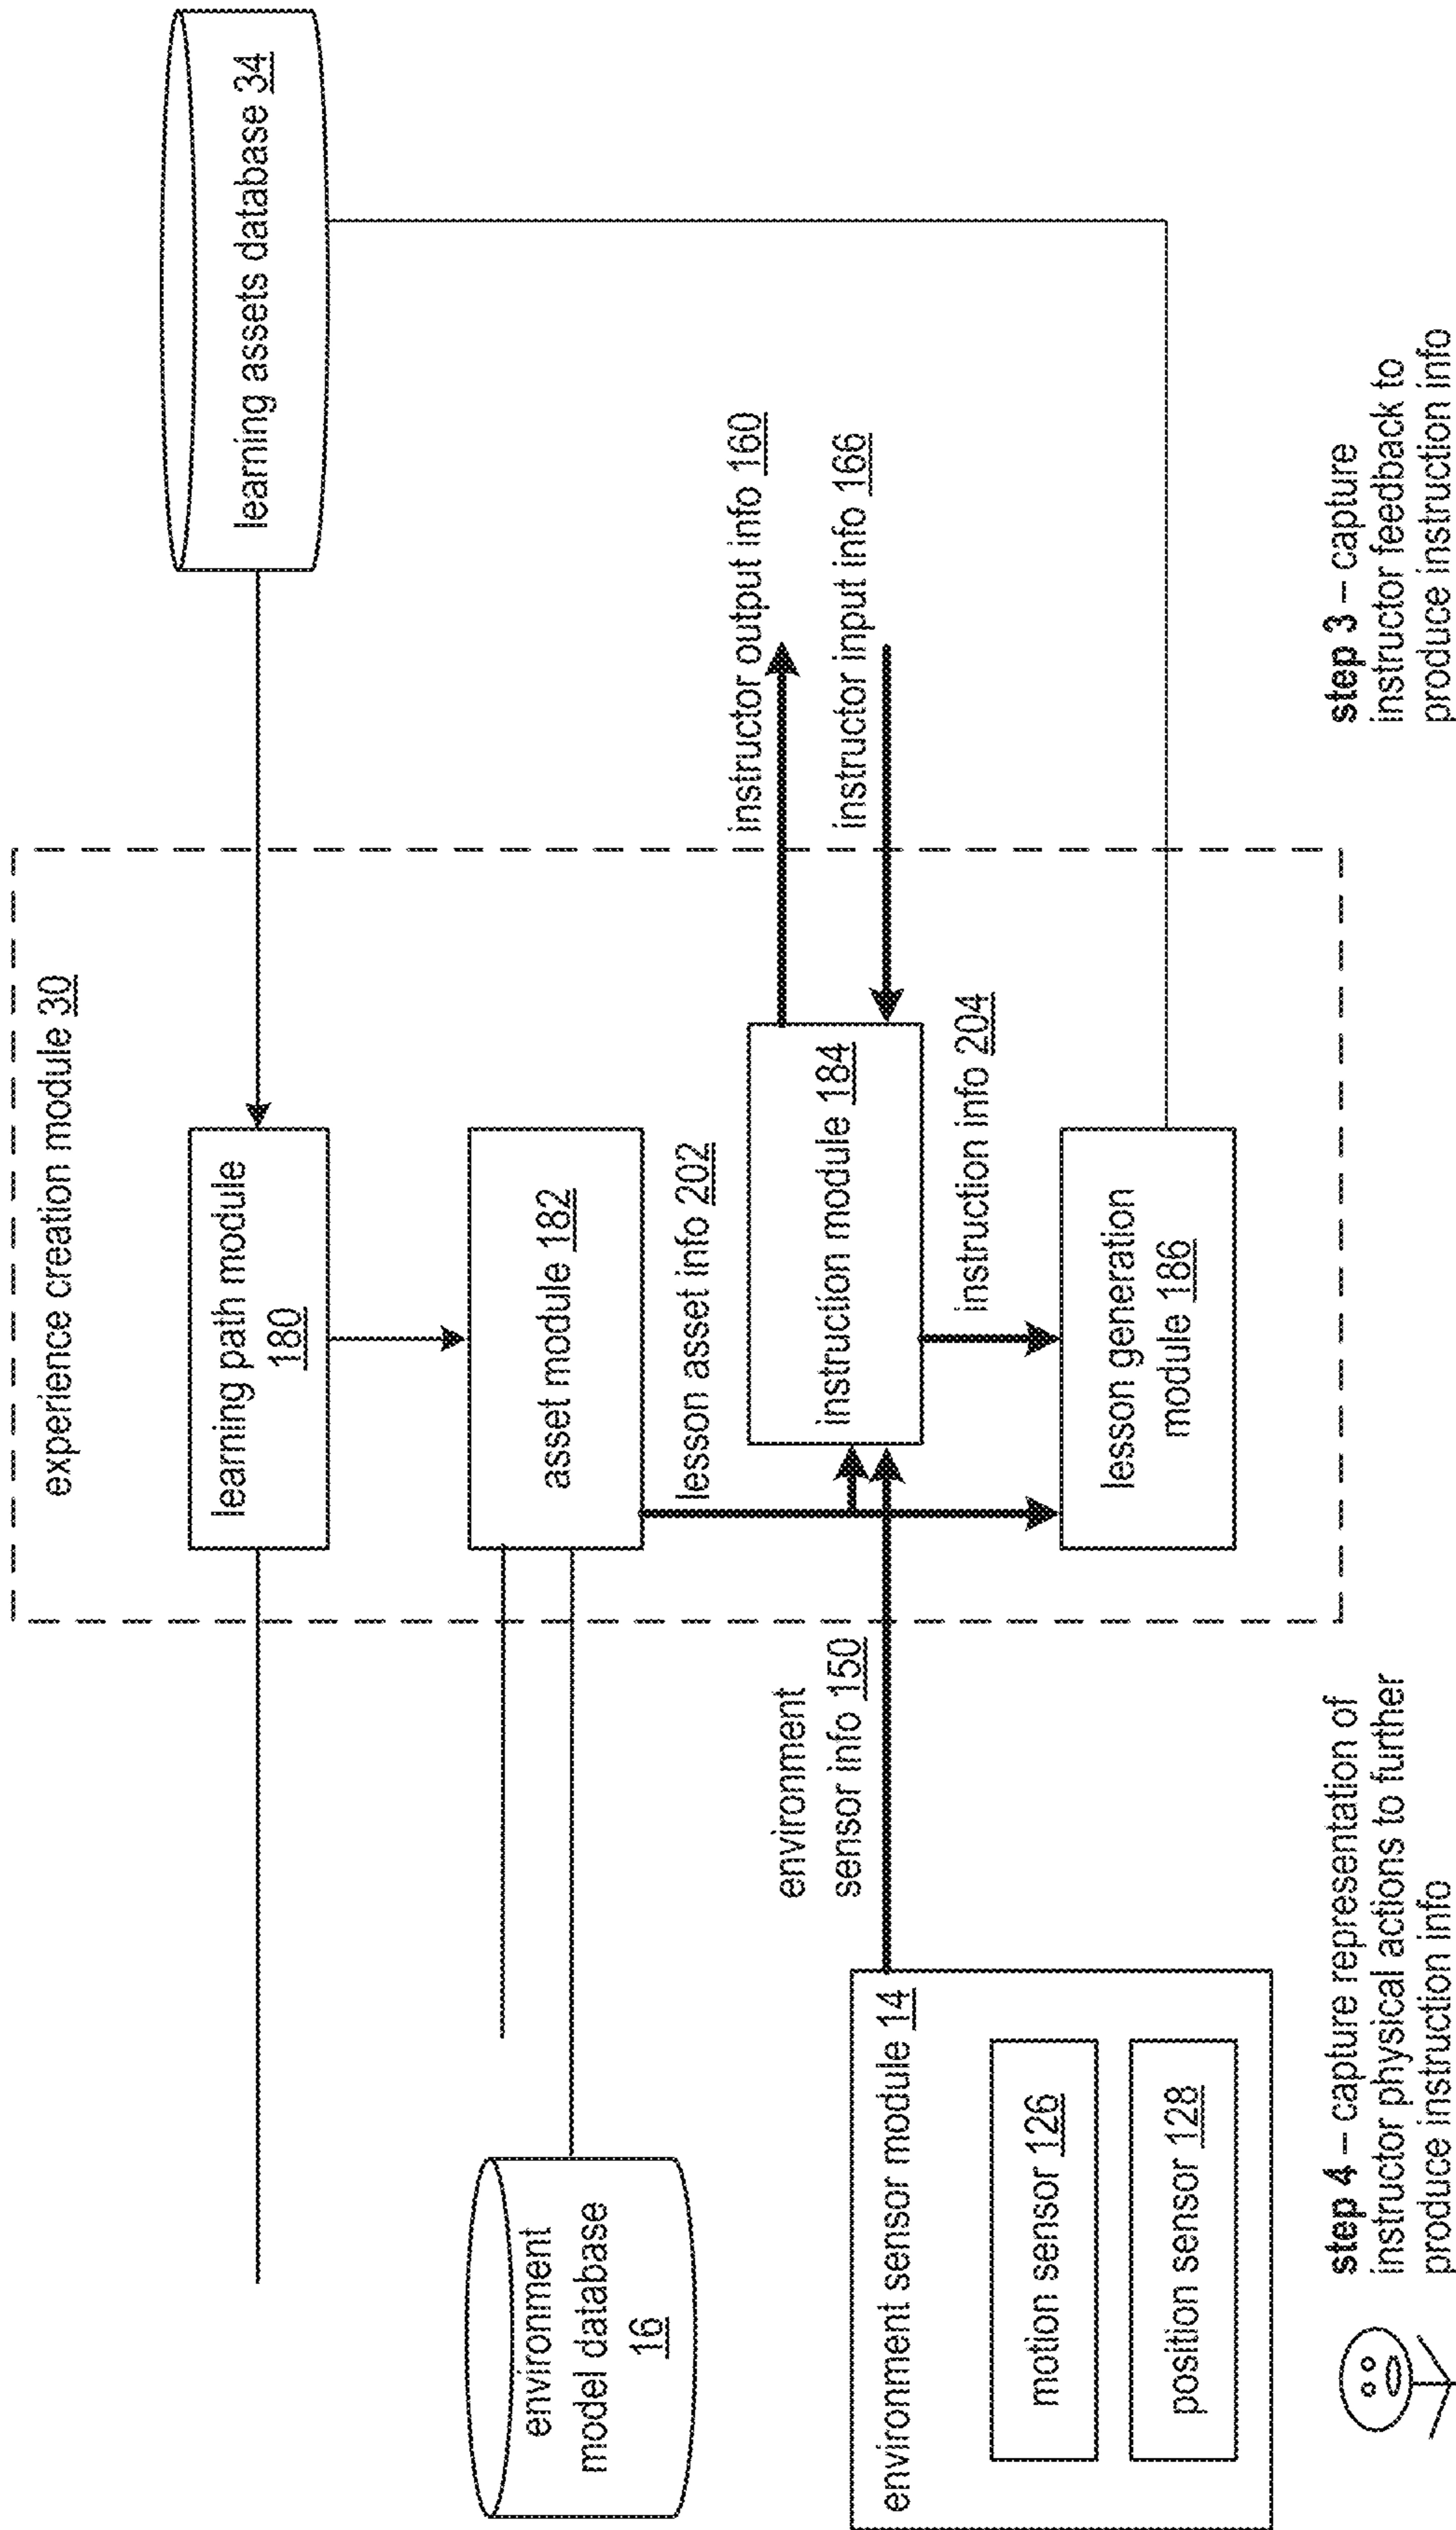 experience creation module 30
learning assets database 34
learning path module
180
environment
model database
16
asset module 182
lesson asset info 202
instructor output info 160
instructor input info 166
instruction module 184
environment
sensor info 150
instruction info 204
environment sensor module 14
motion sensor 126
position sensor 128
lesson generation
module 186
step 4 – capture representation of
instructor physical actions to further
produce instruction info
step 3 – capture
instructor feedback to
produce instruction info